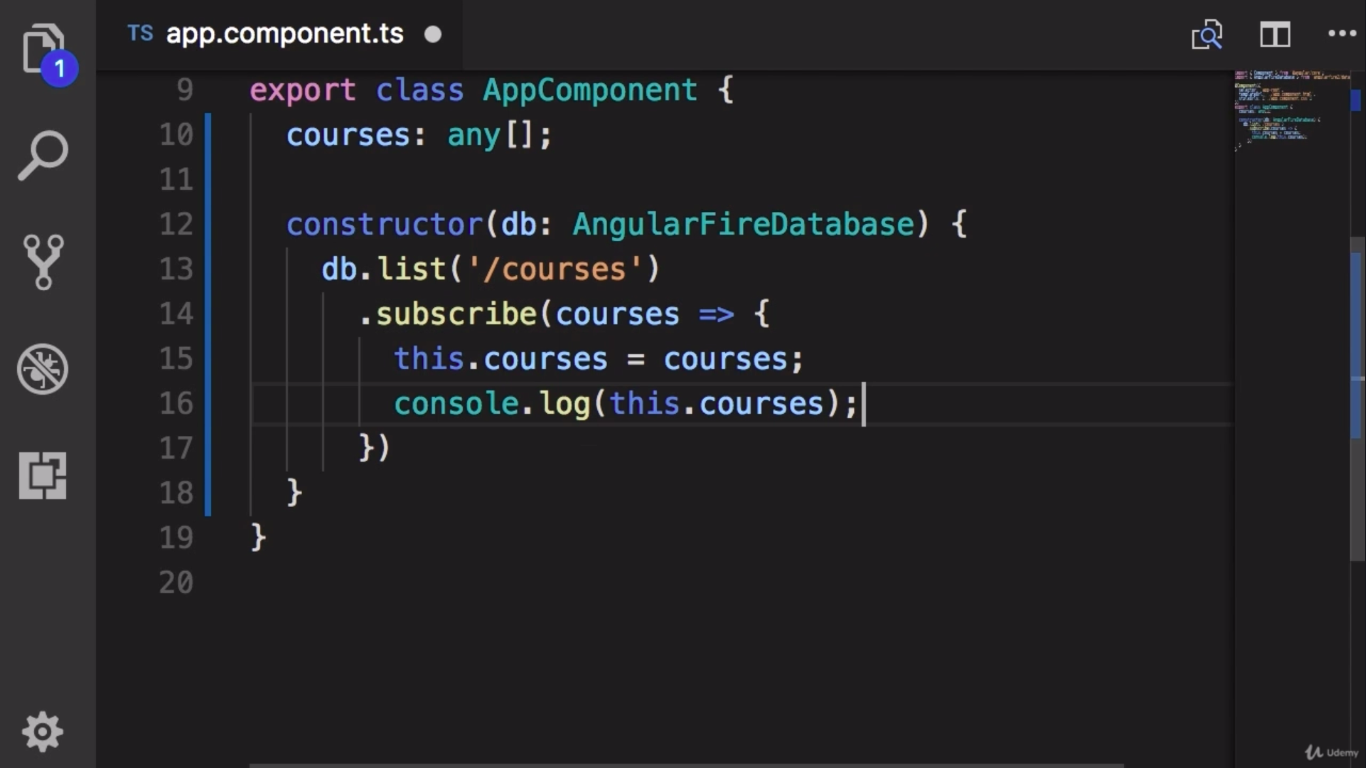 1
TS app.component.ts
9 export class AppComponent {
10 courses: any[];
11
12 constructor(db: AngularFireDatabase) {
13 db.list('/courses')
14 .subscribe(courses => {
15 this.courses = courses;
16 console.log(this.courses);
17 })
18 }
19 }
20
Udemy